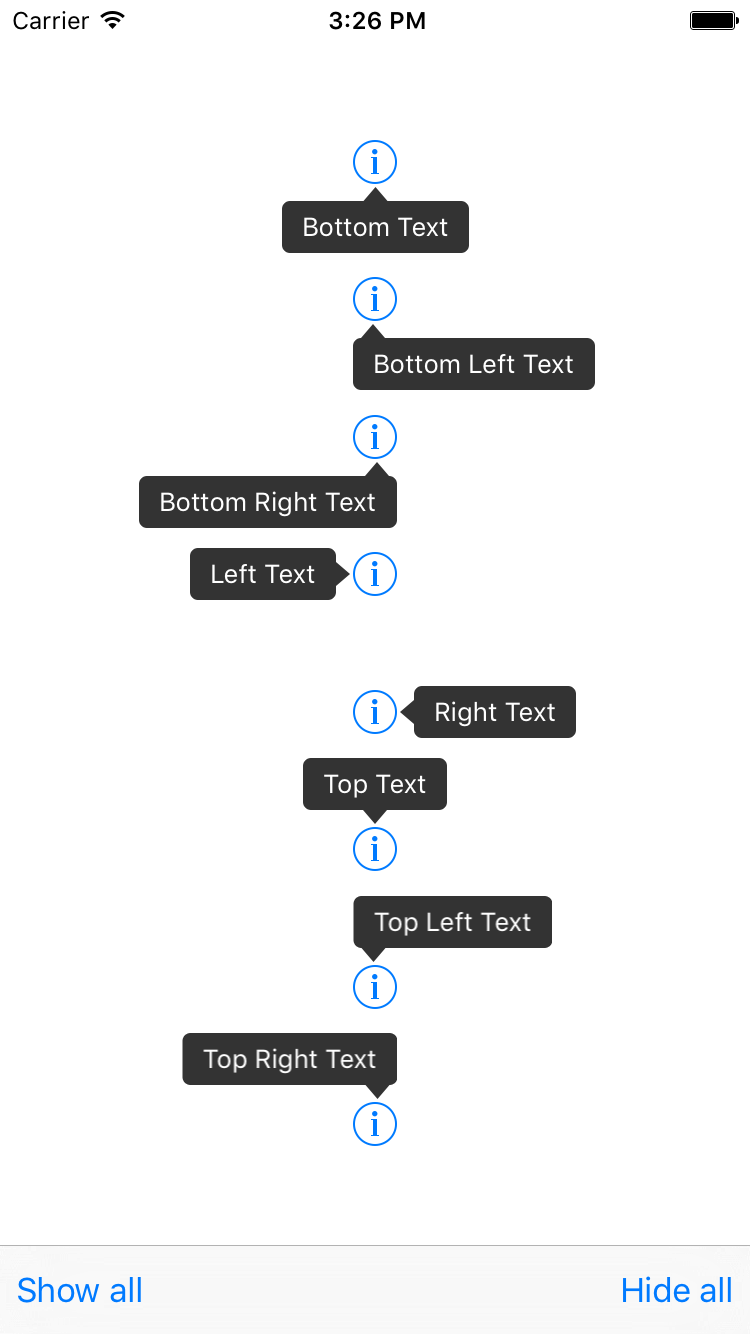 Carrier 3:26 PM
Bottom Text
Bottom Left Text
Bottom Right Text
Left Text
Right Text
Top Text
Top Left Text
Top Right Text
Show all Hide all